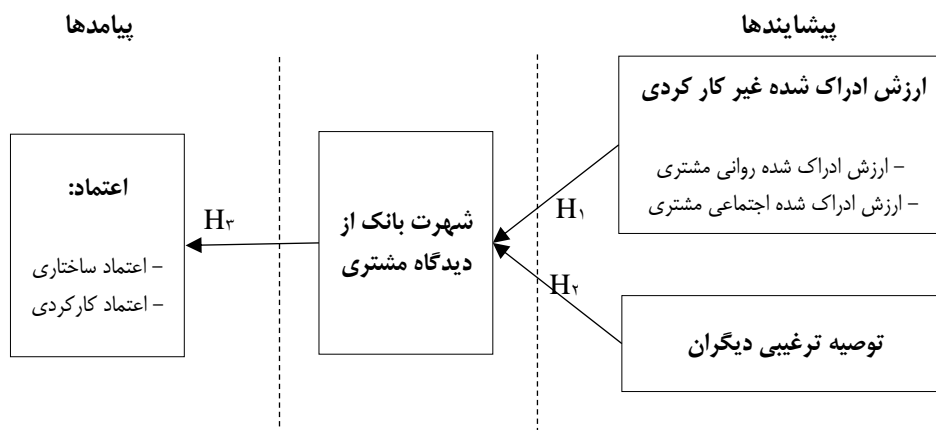 پیشایندها
پیامدها
ارزش ادراک شده غیر کار کردی
– ارزش ادراک شده روانی مشتری
– ارزش ادراک شده اجتماعی مشتری
توصیه ترغیبی دیگران
H۱
H۲
شهرت بانک از
دیدگاه مشتری
H۳
اعتماد:
– اعتماد ساختاری
– اعتماد کارکردی